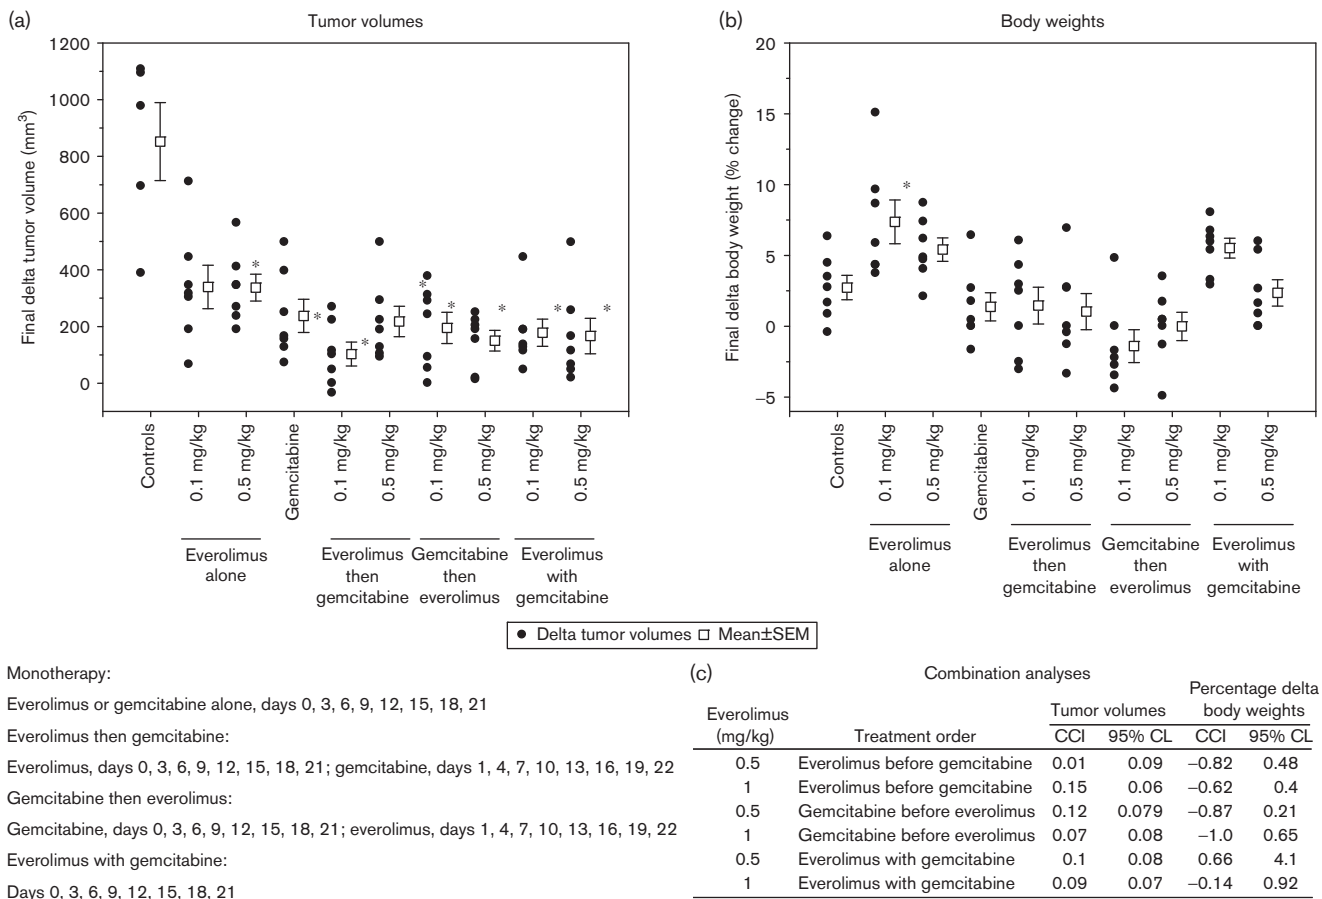 (a)
Tumor volumes
Final delta tumor volume (mm³)
1200
1000
800
600
400
200
0
*
*
*
*
*
*
*
*
Controls
0.1 mg/kg
0.5 mg/kg
Gemcitabine
0.1 mg/kg
0.5 mg/kg
0.1 mg/kg
0.5 mg/kg
0.1 mg/kg
0.5 mg/kg
Everolimus
alone
Everolimus
then
gemcitabine
Gemcitabine
then
everolimus
Everolimus
with
gemcitabine
(b)
Body weights
Final delta body weight (% change)
20
15
10
5
0
−5
*
Controls
0.1 mg/kg
0.5 mg/kg
Gemcitabine
0.1 mg/kg
0.5 mg/kg
0.1 mg/kg
0.5 mg/kg
0.1 mg/kg
0.5 mg/kg
Everolimus
alone
Everolimus
then
gemcitabine
Gemcitabine
then
everolimus
Everolimus
with
gemcitabine
Delta tumor volumes Mean±SEM
Monotherapy:
Everolimus or gemcitabine alone, days 0, 3, 6, 9, 12, 15, 18, 21
Everolimus then gemcitabine:
Everolimus, days 0, 3, 6, 9, 12, 15, 18, 21; gemcitabine, days 1, 4, 7, 10, 13, 16, 19, 22
Gemcitabine then everolimus:
Gemcitabine, days 0, 3, 6, 9, 12, 15, 18, 21; everolimus, days 1, 4, 7, 10, 13, 16, 19, 22
Everolimus with gemcitabine:
Days 0, 3, 6, 9, 12, 15, 18, 21
(c)
Combination analyses
Everolimus
(mg/kg)
Treatment order
Tumor volumes
Percentage delta
body weights
CCI 95% CL CCI 95% CL
0.5 Everolimus before gemcitabine 0.01 0.09 −0.82 0.48
1 Everolimus before gemcitabine 0.15 0.06 −0.62 0.4
0.5 Gemcitabine before everolimus 0.12 0.079 −0.87 0.21
1 Gemcitabine before everolimus 0.07 0.08 −1.0 0.65
0.5 Everolimus with gemcitabine 0.1 0.08 0.66 4.1
1 Everolimus with gemcitabine 0.09 0.07 −0.14 0.92